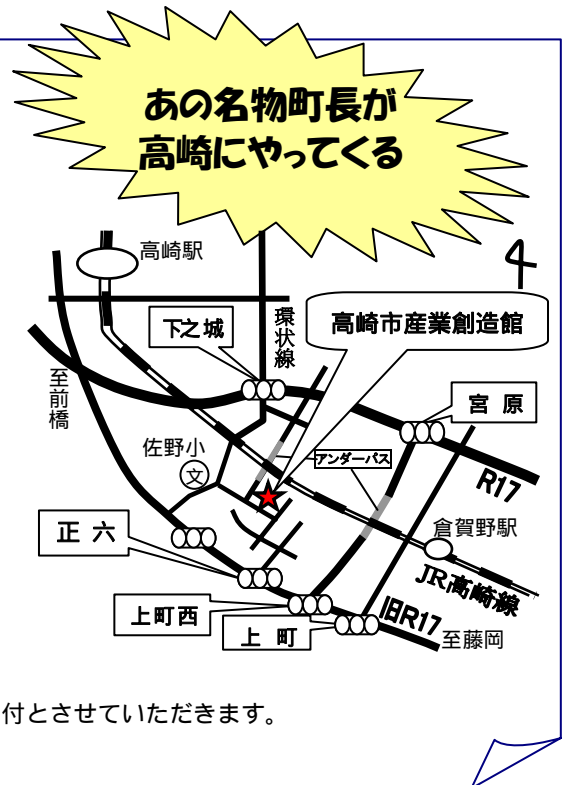 あの名物町長が
高崎にやってくる
高崎駅
4
下之城
環状線
高崎市産業創造館
至前橋
宮原
佐野小
文
アンダーパス
R17
正六
倉賀野駅
JR高崎線
上町西
上町
旧R17
至藤岡
付とさせていただきます。